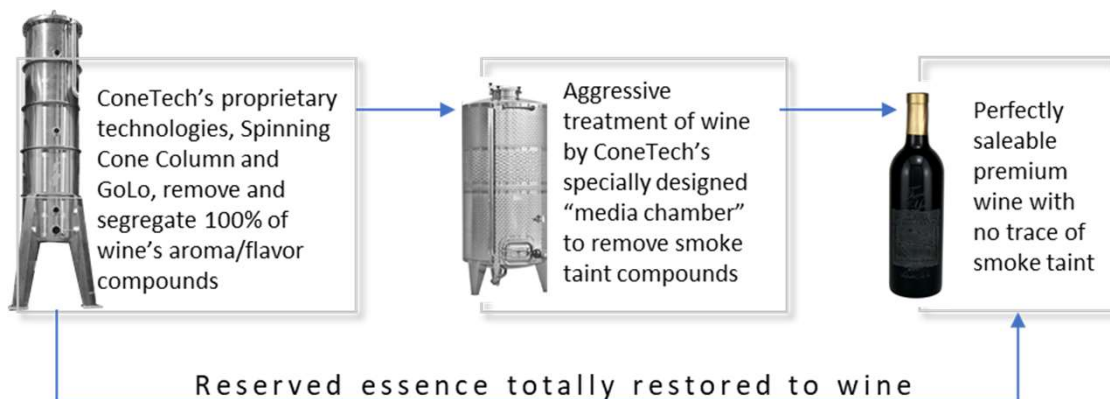 ConeTech's proprietary
technologies, Spinning
Cone Column and
GoLo, remove and
segregate 100% of
wine's aroma/flavor
compounds
Aggressive
treatment of wine
by ConeTech's
specially designed
“media chamber”
to remove smoke
taint compounds
Perfectly
saleable
premium
wine with
no trace of
smoke taint
Reserved essence totally restored to wine